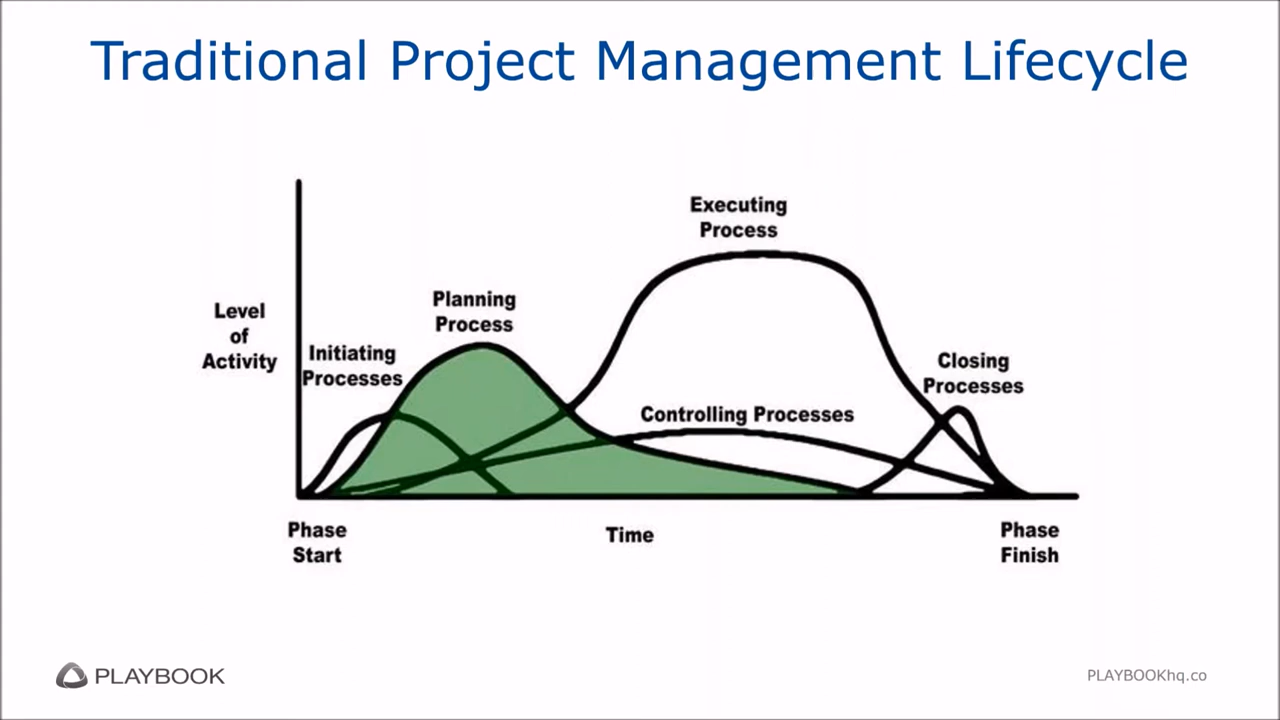 Traditional Project Management Lifecycle
Executing
Process
Planning
Process
Level
of
Activity
Initiating
Processes
Closing
Processes
Controlling Processes
Phase
Start
Time
Phase
Finish
PLAYBOOK
PLAYBOOKhq.co